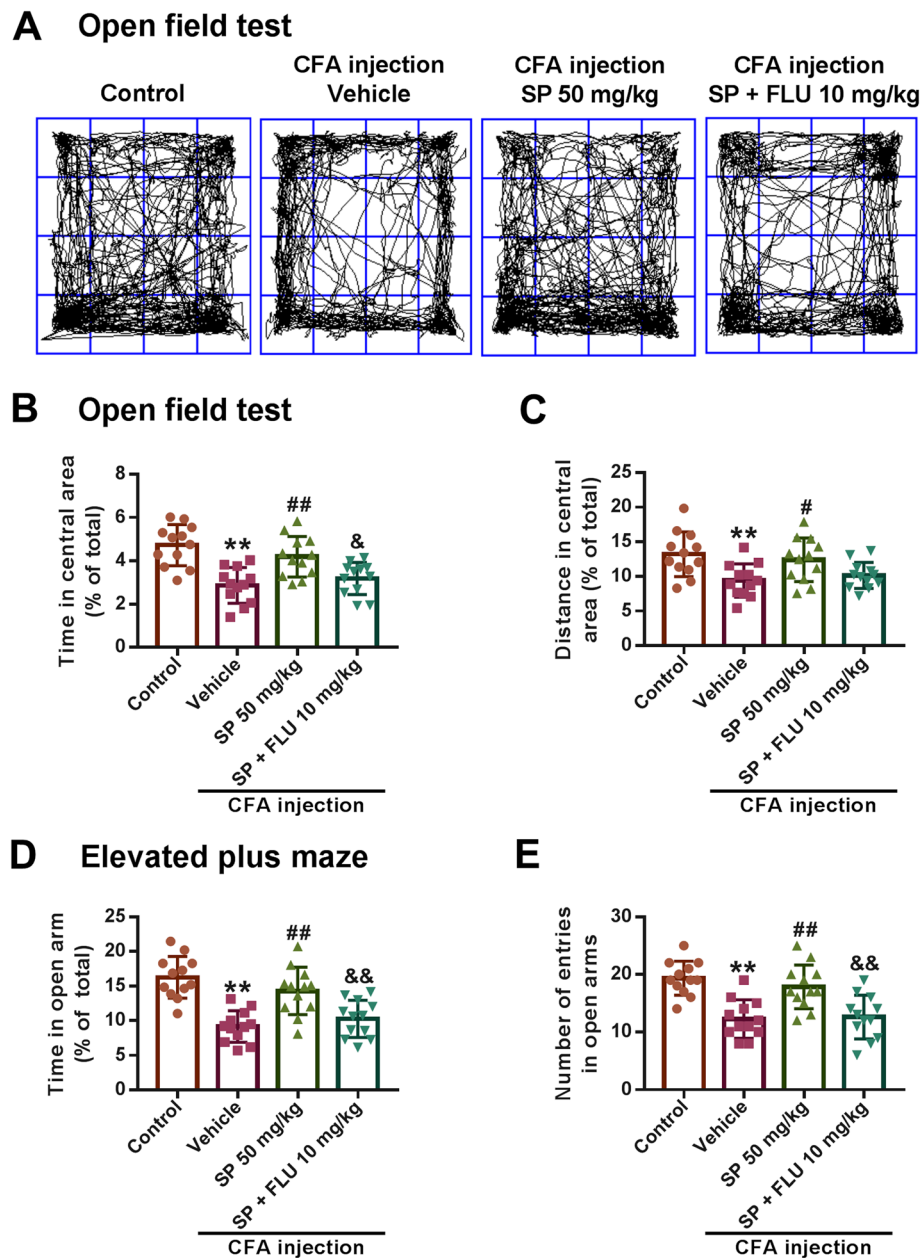 A Open field test
Control
CFA injection
Vehicle
CFA injection
SP 50 mg/kg
CFA injection
SP + FLU 10 mg/kg
B Open field test
Time in central area
(% of total)
8
6
4
2
0
**
##
&
Control
Vehicle
SP 50 mg/kg
SP + FLU 10 mg/kg
CFA injection
C
Distance in central
area (% of total)
25
20
15
10
5
0
**
#
Control
Vehicle
SP 50 mg/kg
SP + FLU 10 mg/kg
CFA injection
D Elevated plus maze
Time in open arm
(% of total)
25
20
15
10
5
0
**
##
&&
Control
Vehicle
SP 50 mg/kg
SP + FLU 10 mg/kg
CFA injection
E
Number of entries
in open arms
30
20
10
0
**
##
&&
Control
Vehicle
SP 50 mg/kg
SP + FLU 10 mg/kg
CFA injection